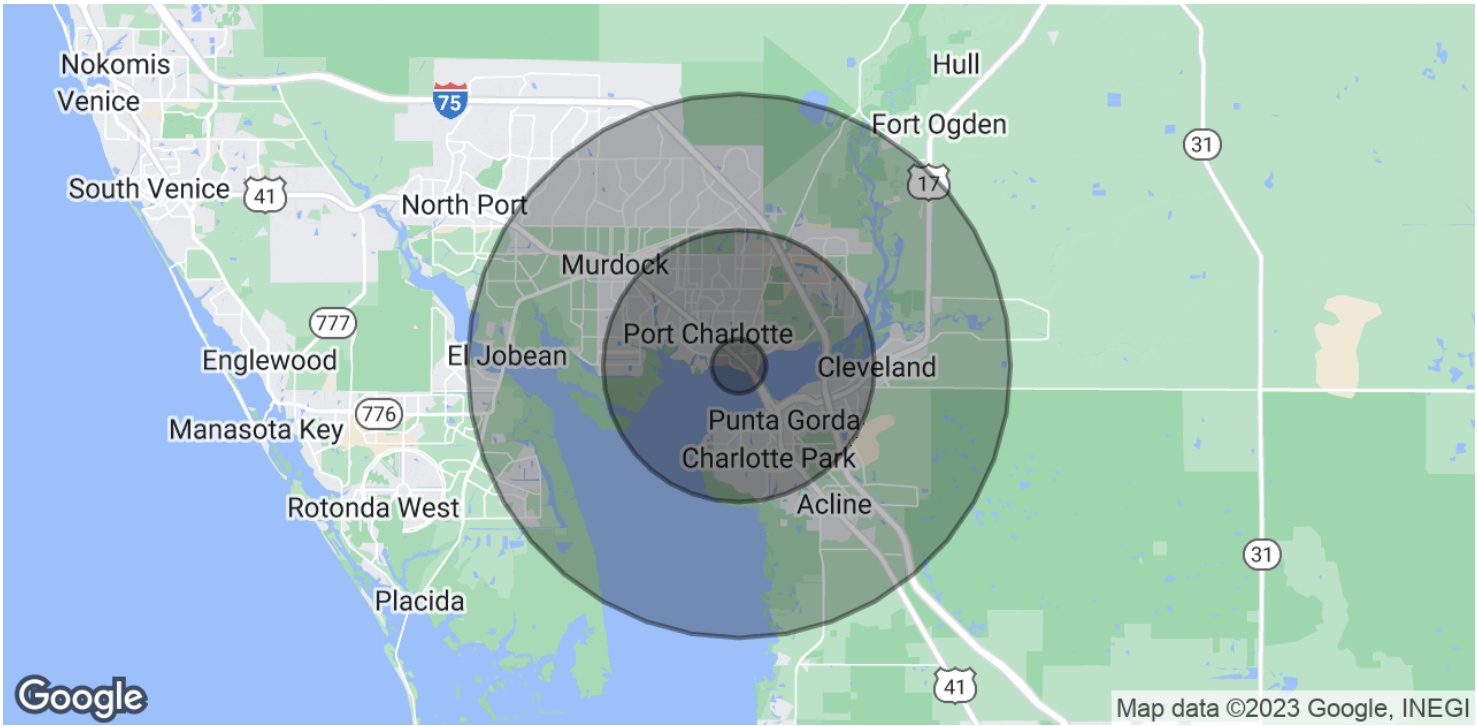 Nokomis
Hull
Venice
75
Fort Ogden
31
South Venice
41
17
North Port
Murdock
777
Port Charlotte
El Jobean
Englewood
Cleveland
776
Manasota Key
Punta Gorda
Charlotte Park
Rotonda West
Acline
31
Placida
41
Google
Map data ©2023 Google, INEGI